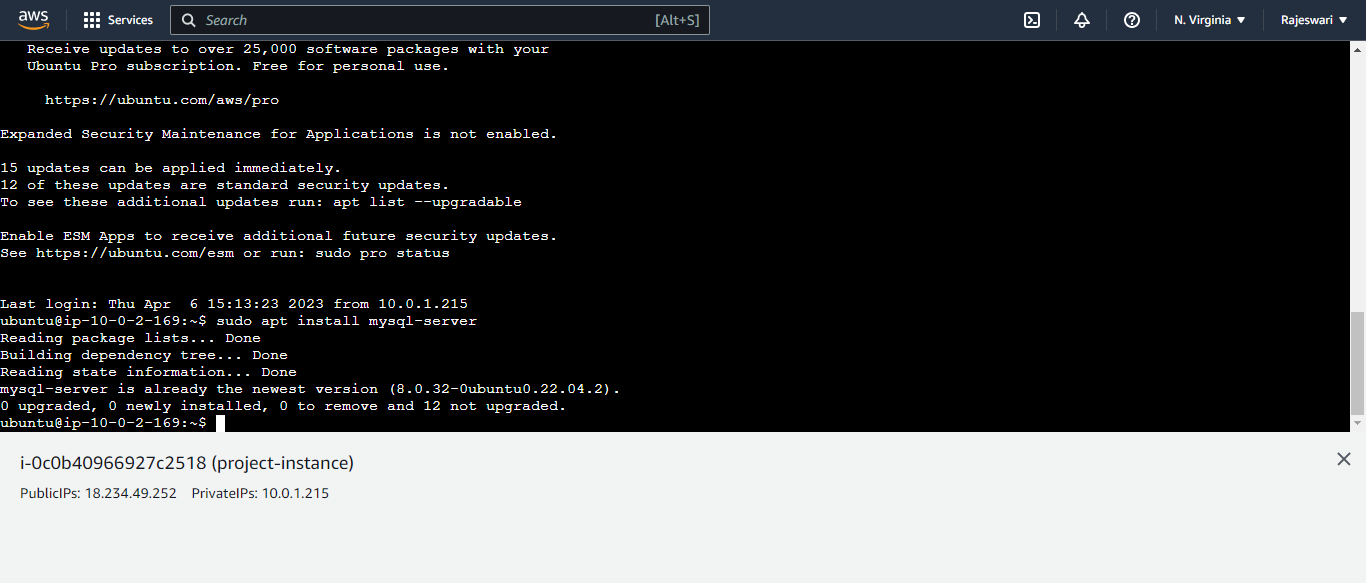 aws Services Search [Alt+S] N. Virginia Rajeswari
Receive updates to over 25,000 software packages with your
Ubuntu Pro subscription. Free for personal use.
https://ubuntu.com/aws/pro
Expanded Security Maintenance for Applications is not enabled.
15 updates can be applied immediately.
12 of these updates are standard security updates.
To see these additional updates run: apt list --upgradable
Enable ESM Apps to receive additional future security updates.
See https://ubuntu.com/esm or run: sudo pro status
Last login: Thu Apr  6 15:13:23 2023 from 10.0.1.215
ubuntu@ip-10-0-2-169:~$ sudo apt install mysql-server
Reading package lists... Done
Building dependency tree... Done
Reading state information... Done
mysql-server is already the newest version (8.0.32-0ubuntu0.22.04.2).
0 upgraded, 0 newly installed, 0 to remove and 12 not upgraded.
ubuntu@ip-10-0-2-169:~$
i-0c0b40966927c2518 (project-instance)
PublicIPs: 18.234.49.252 PrivateIPs: 10.0.1.215